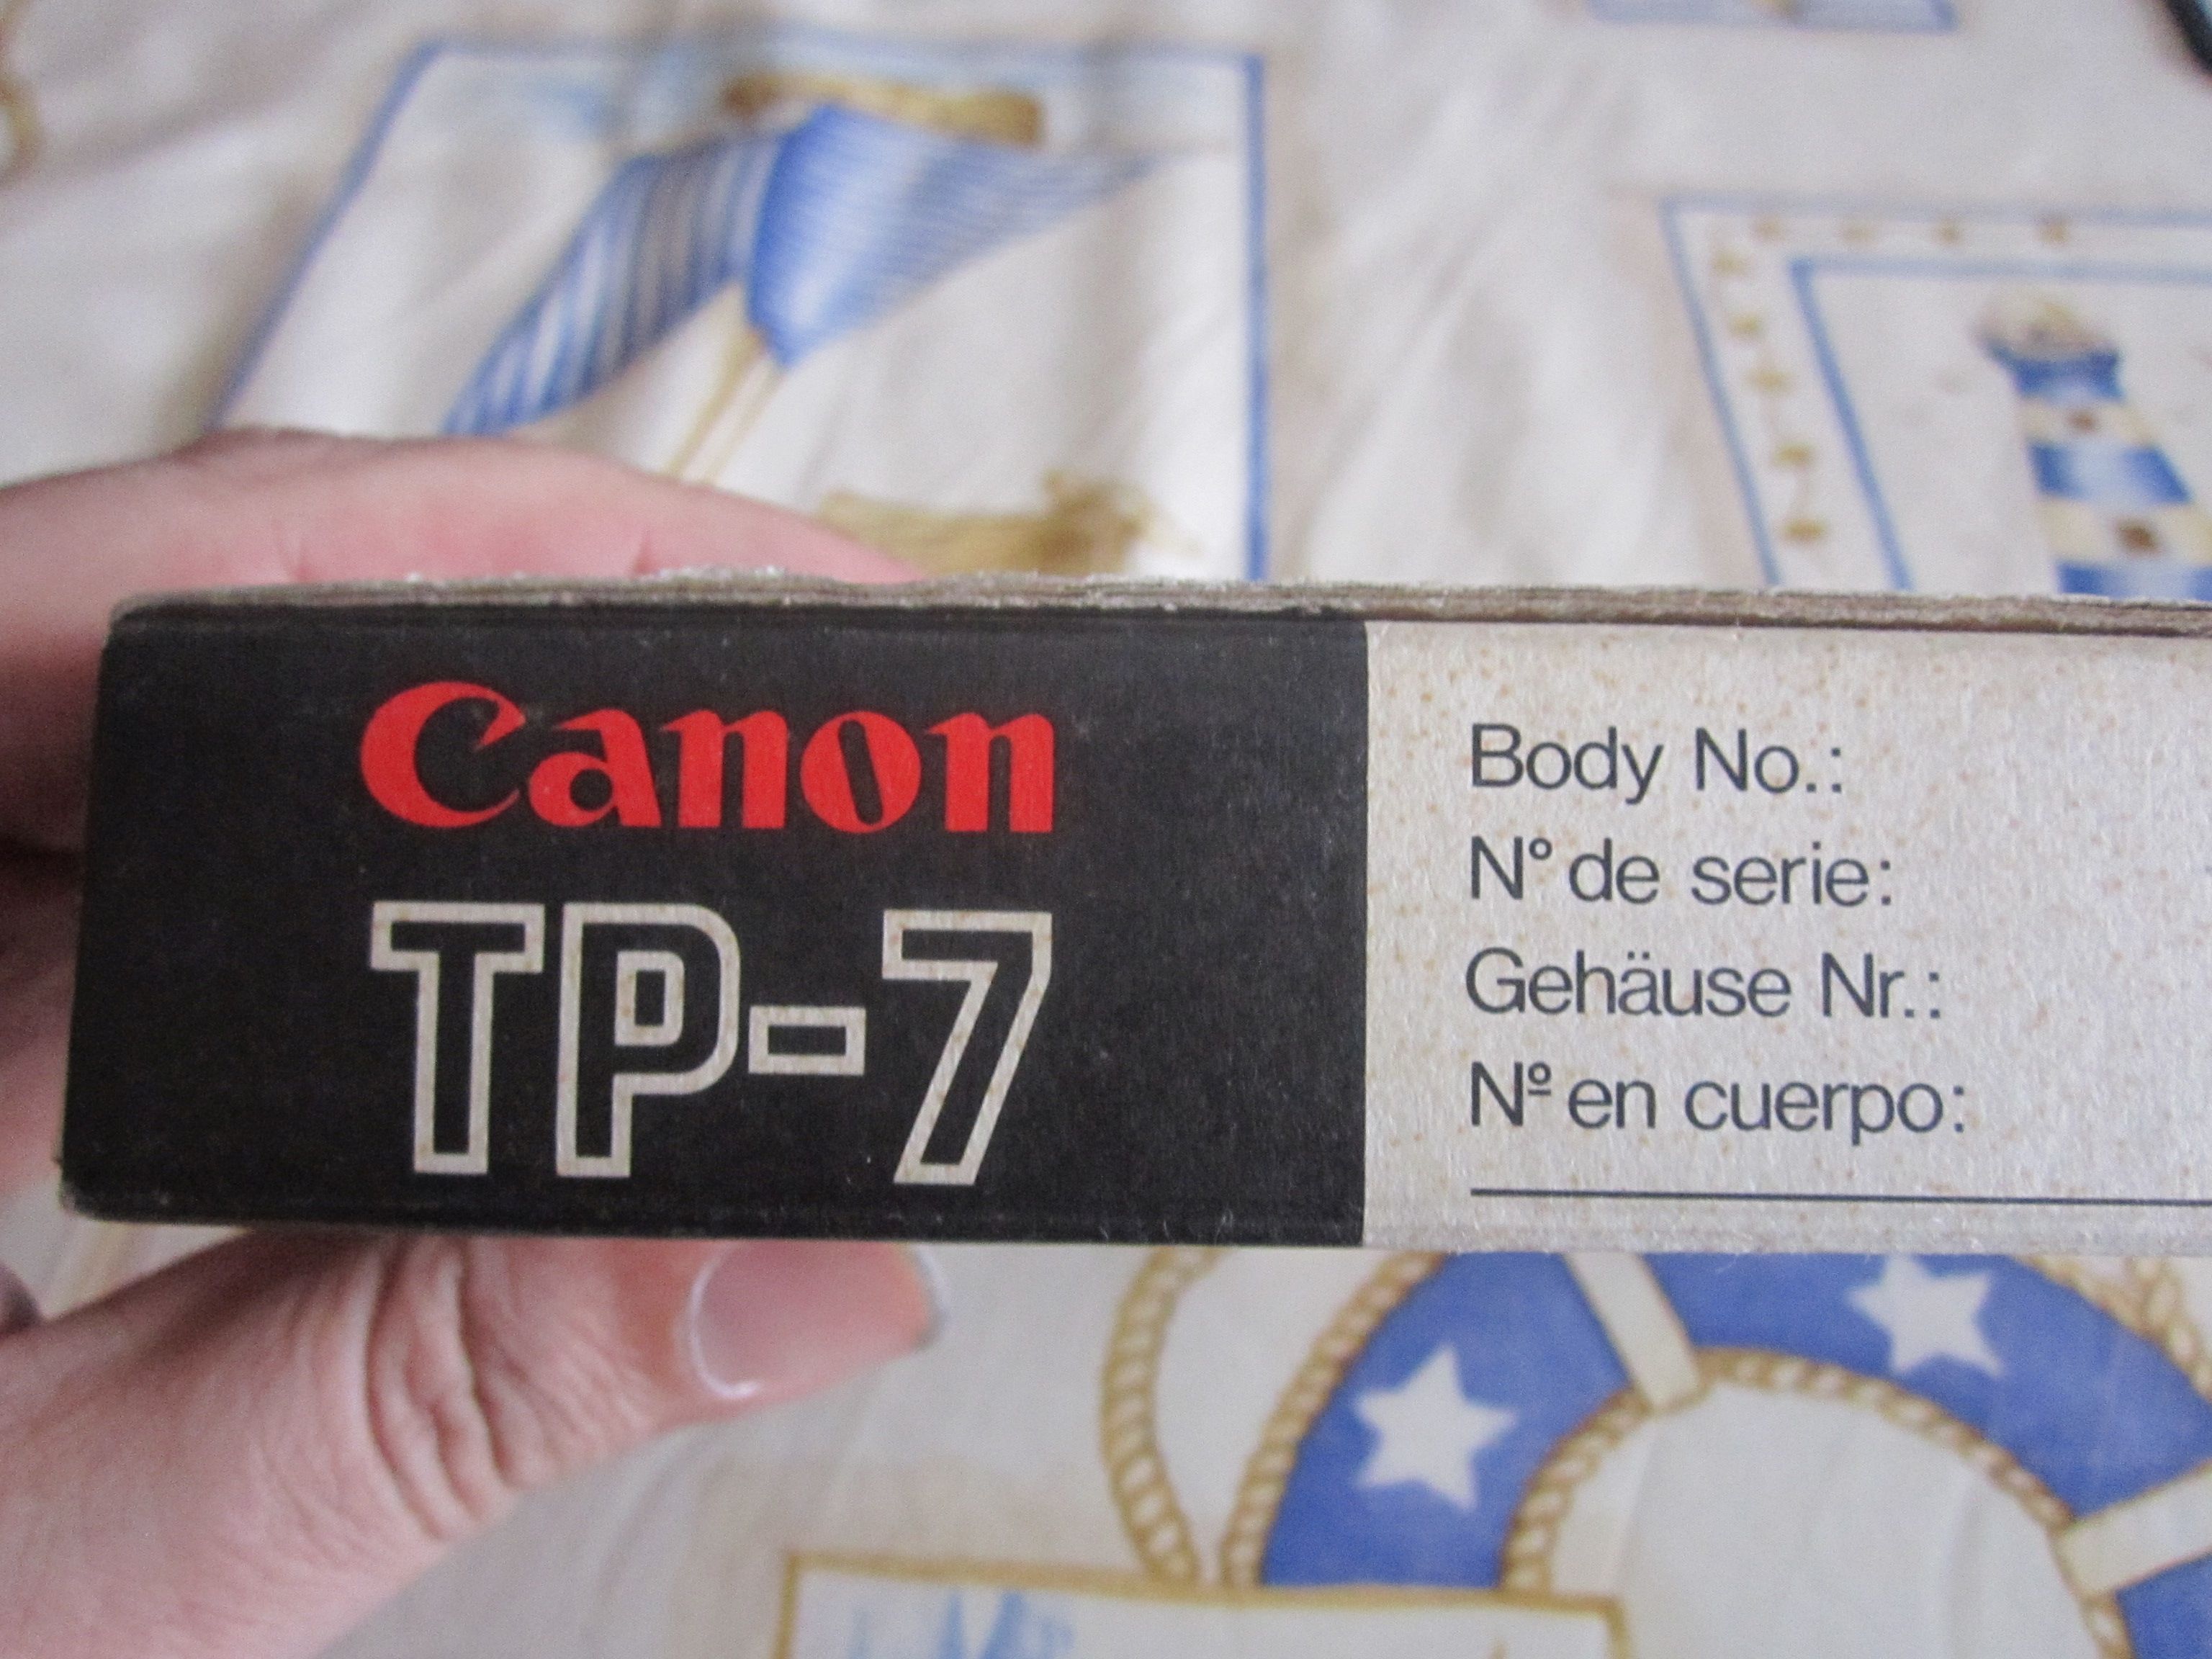 Canon
TP-7
Body No.:
N° de serie:
Gehäuse Nr.:
Nº en cuerpo: